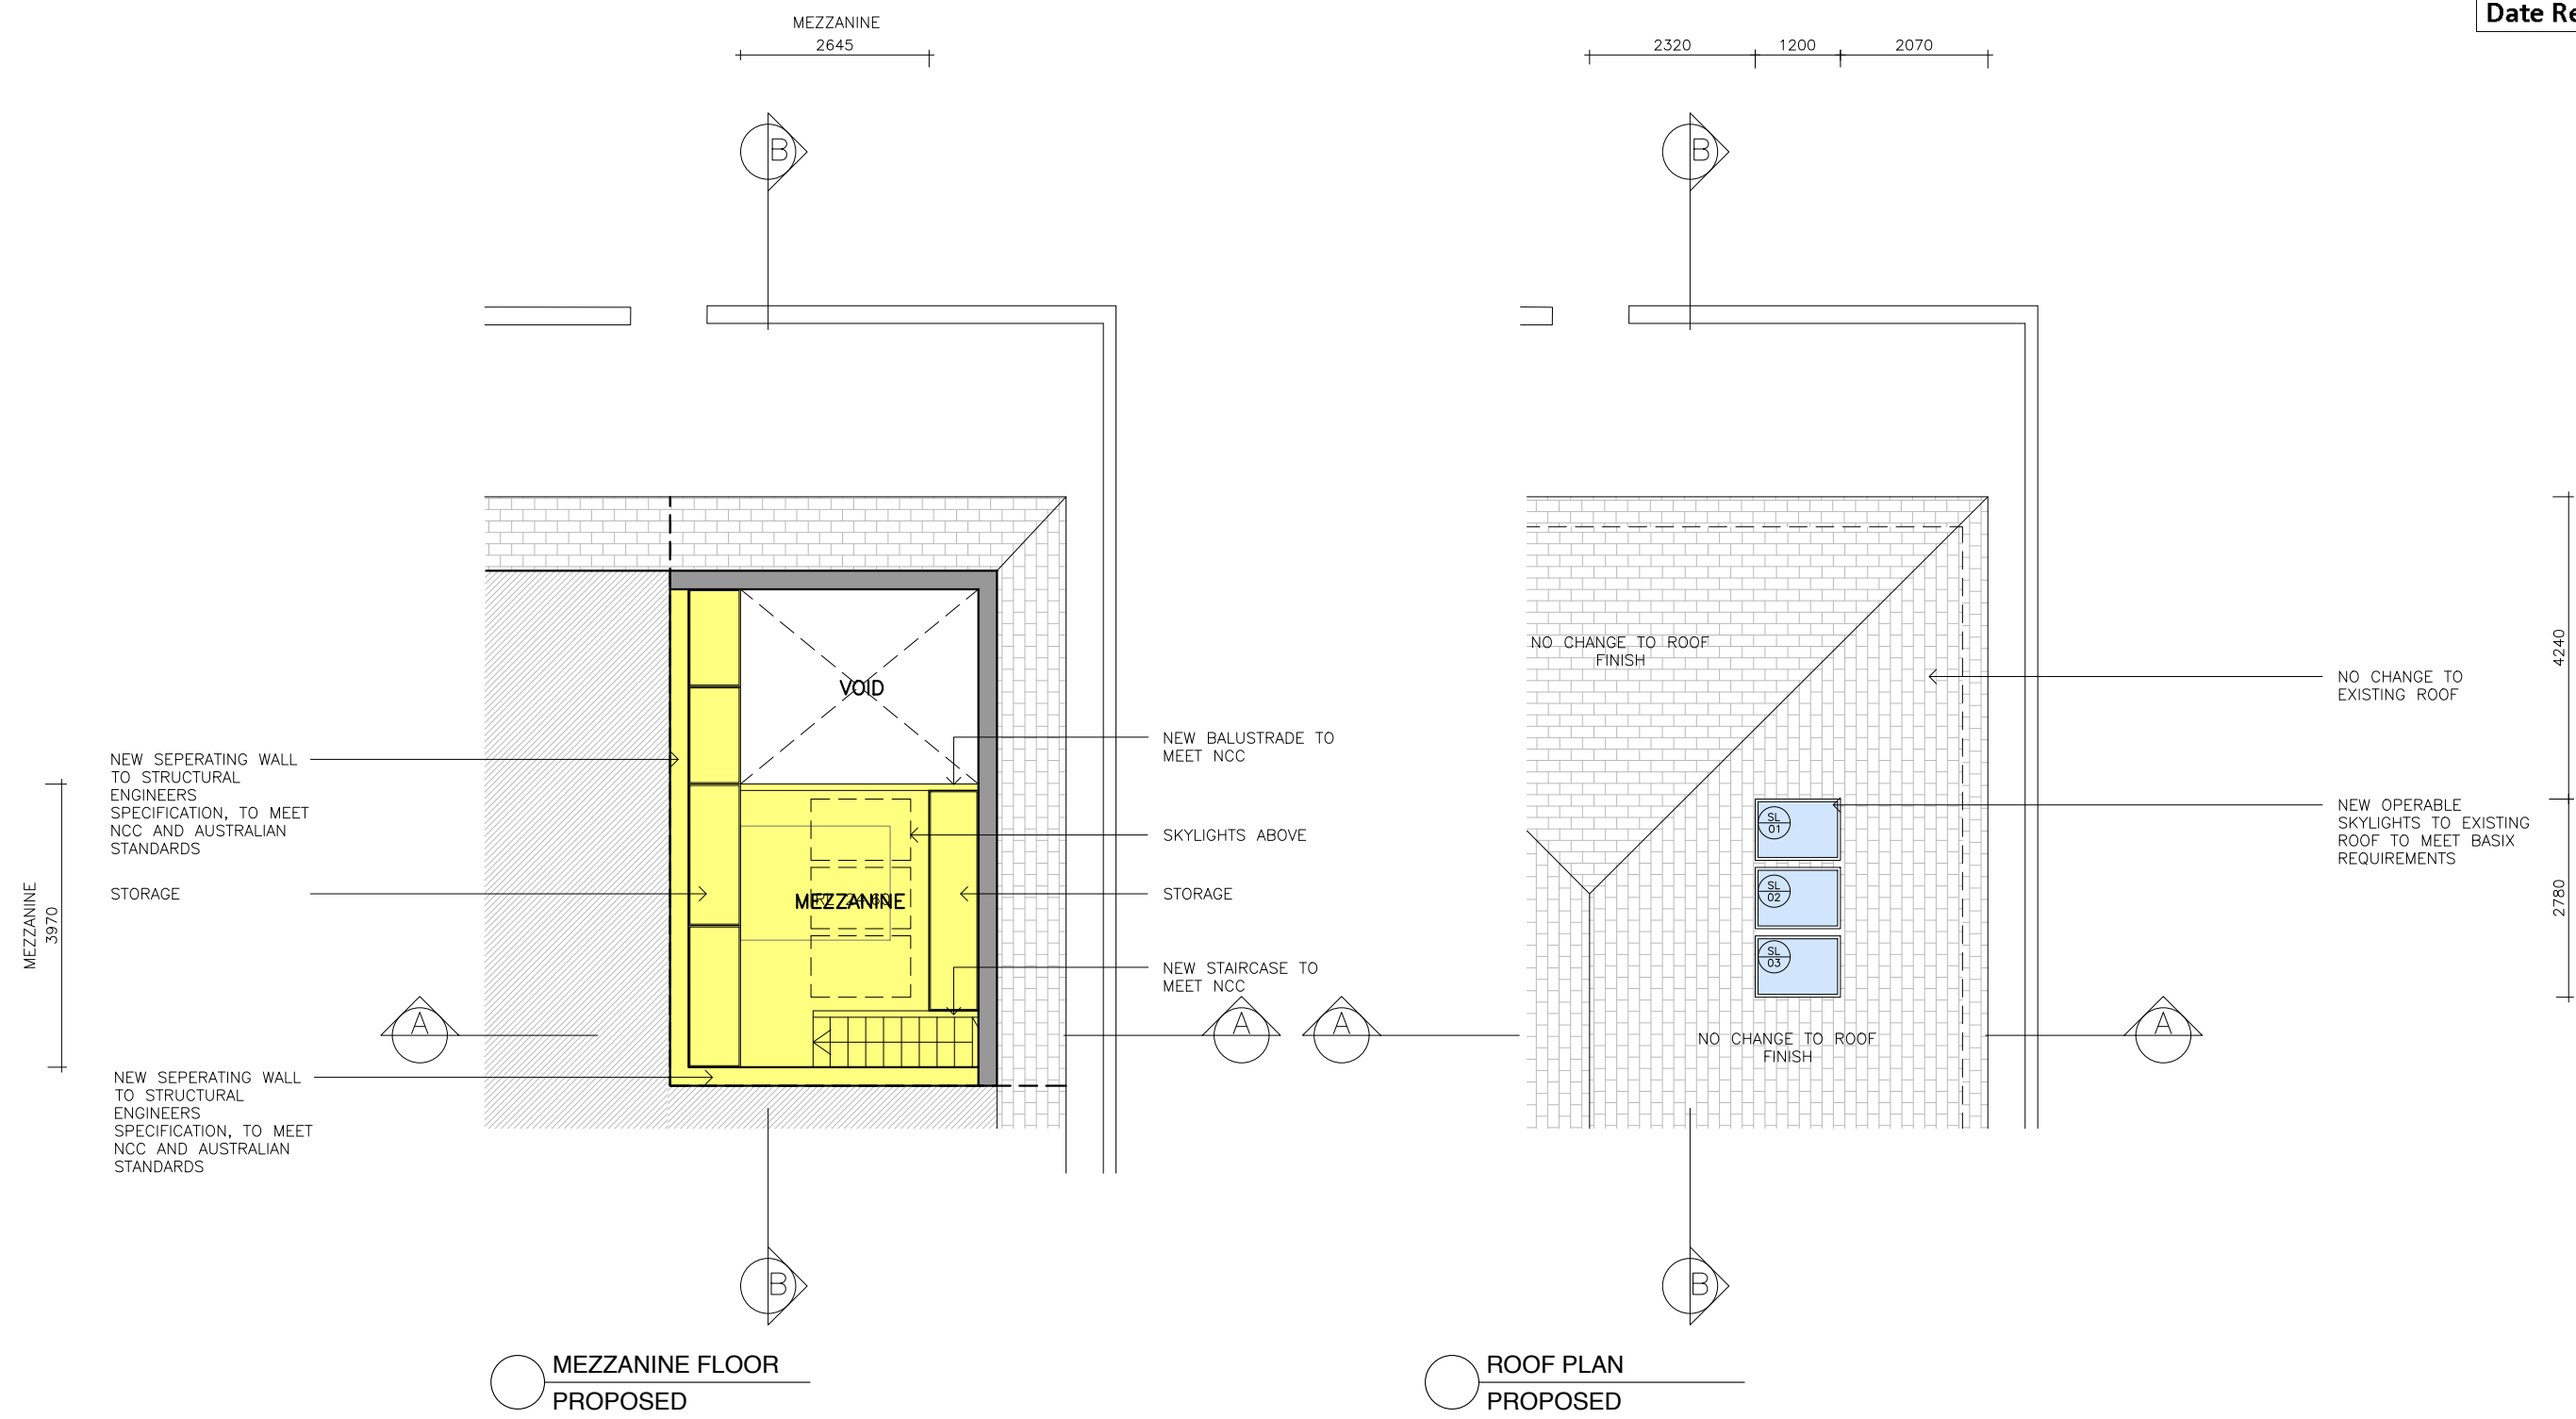 Date Re
MEZZANINE
2645
2320
1200
2070
B
B
NEW SEPERATING WALL
TO STRUCTURAL
ENGINEERS
SPECIFICATION, TO MEET
NCC AND AUSTRALIAN
STANDARDS
STORAGE
MEZZANINE
3970
A
NEW SEPERATING WALL
TO STRUCTURAL
ENGINEERS
SPECIFICATION, TO MEET
NCC AND AUSTRALIAN
STANDARDS
VOID
MEZZANINE
NEW BALUSTRADE TO
MEET NCC
SKYLIGHTS ABOVE
STORAGE
NEW STAIRCASE TO
MEET NCC
A
A
NO CHANGE TO ROOF
FINISH
SL
01
SL
02
SL
03
NO CHANGE TO ROOF
FINISH
A
NO CHANGE TO
EXISTING ROOF
NEW OPERABLE
SKYLIGHTS TO EXISTING
ROOF TO MEET BASIX
REQUIREMENTS
4240
2780
B
B
MEZZANINE FLOOR
PROPOSED
ROOF PLAN
PROPOSED